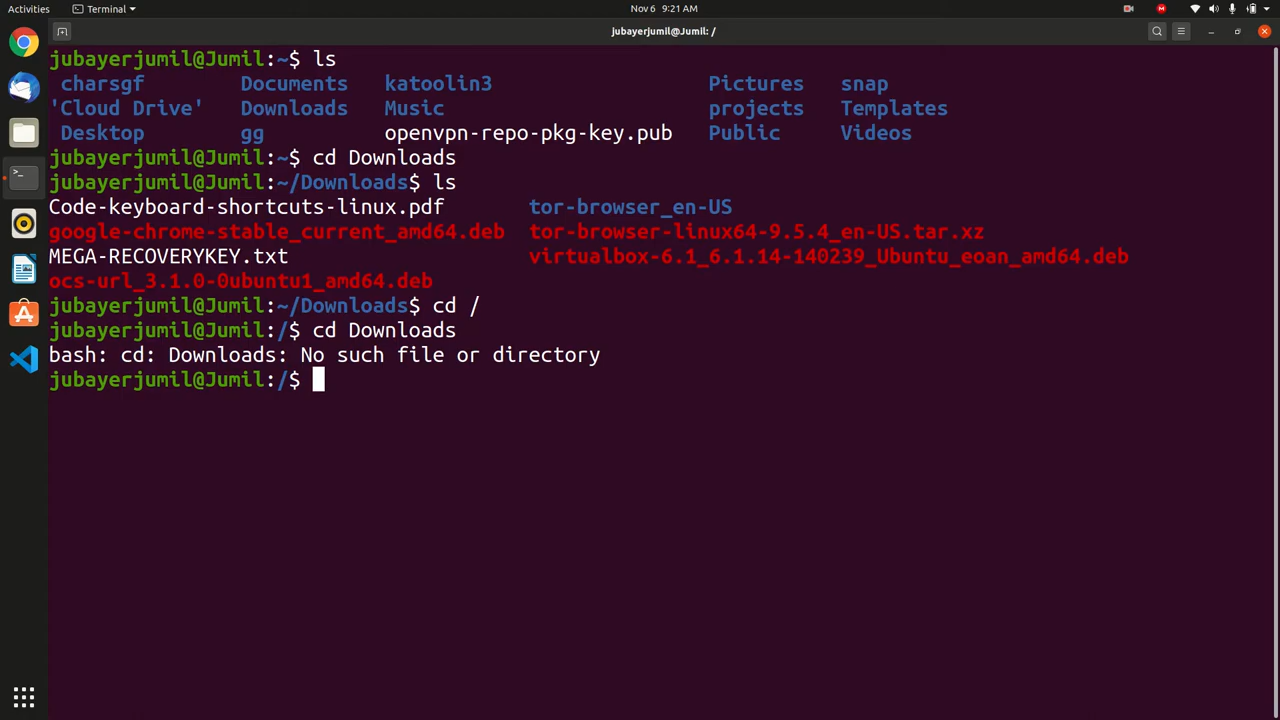 Activities Terminal Nov 6 9:21 AM
jubayerjumil@Jumil: /
jubayerjumil@Jumil:~$ ls
charsgf Documents katoolin3 Pictures snap
'Cloud Drive' Downloads Music projects Templates
Desktop gg openvpn-repo-pkg-key.pub Public Videos
jubayerjumil@Jumil:~$ cd Downloads
jubayerjumil@Jumil:~/Downloads$ ls
Code-keyboard-shortcuts-linux.pdf tor-browser_en-US
google-chrome-stable_current_amd64.deb tor-browser-linux64-9.5.4_en-US.tar.xz
MEGA-RECOVERYKEY.txt virtualbox-6.1_6.1.14-140239_Ubuntu_eoan_amd64.deb
ocs-url_3.1.0-0ubuntu1_amd64.deb
jubayerjumil@Jumil:~/Downloads$ cd /
jubayerjumil@Jumil:/$ cd Downloads
bash: cd: Downloads: No such file or directory
jubayerjumil@Jumil:/$